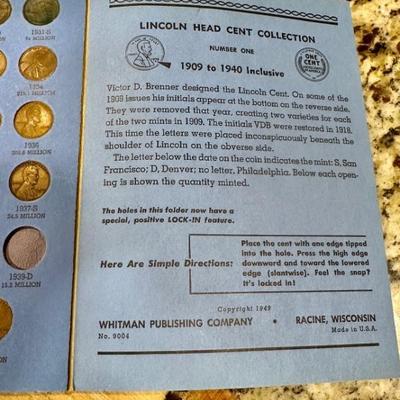 1931-S
LINCOLN HEAD CENT COLLECTION
NUMBER ONE
1909 to 1940 Inclusive
ONE CENT
Victor D. Brenner designed the Lincoln Cent. On some of the
1909 issues his initials appear at the bottom on the reverse side.
They were removed that year, creating two varieties for each
of the two mints in 1909. The initials VDB were restored in 1918.
This time the letters were placed inconspicuously beneath the
shoulder of Lincoln on the obverse side.
The letter below the date on the coin indicates the mint: S, San
Francisco; D, Denver; no letter, Philadelphia. Below each open-
ing is shown the quantity minted.
The holes in this folder now have a
special, positive LOCK-IN feature.
Here Are Simple Directions:
Place the cent with one edge tipped
into the hole. Press the high edge
downward and toward the lowered
edge (slantwise). Feel the snap?
It's locked in!
Copyright 1949
WHITMAN PUBLISHING COMPANY • RACINE, WISCONSIN
No. 9004
Made in U.S.A.
1934
1936
1937-S
34.5 MILLION
1939-D
15.2 MILLION